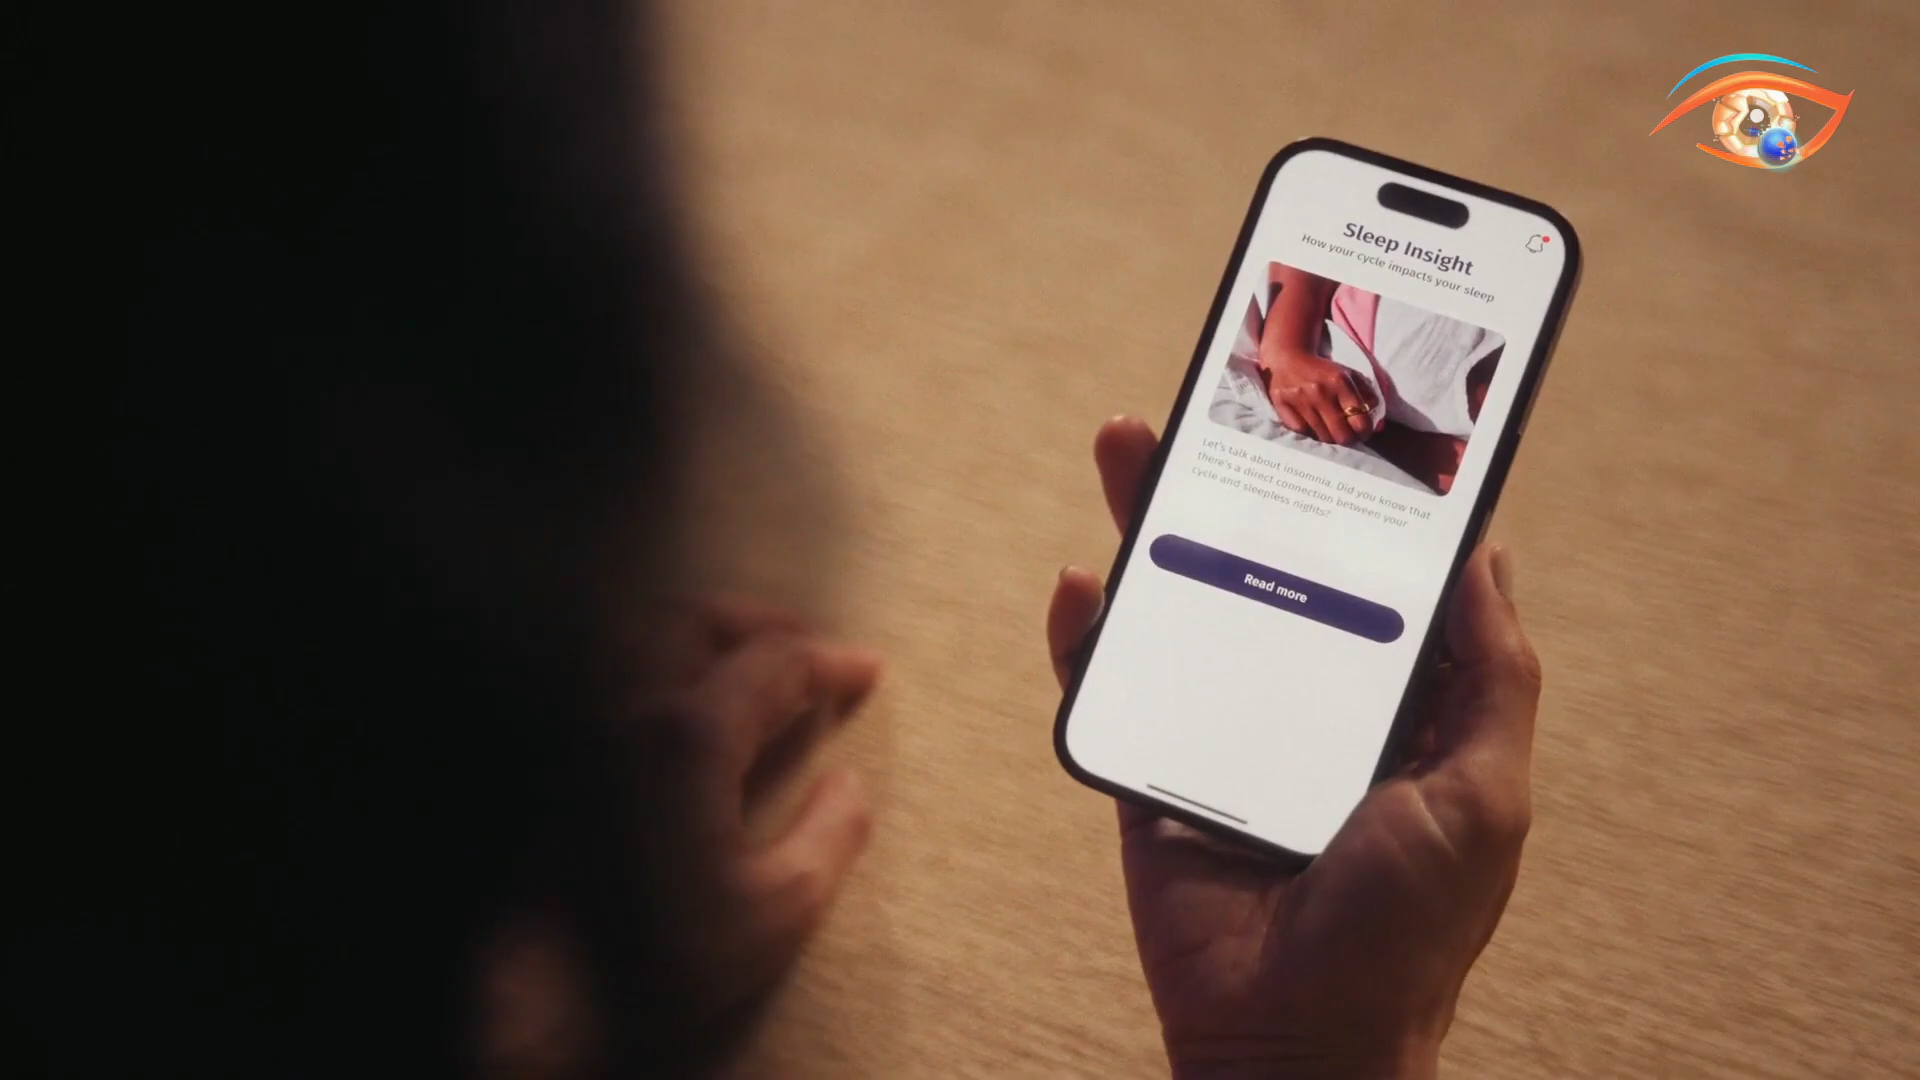 Sleep Insight
How your cycle impacts your sleep
Let's talk about insomnia. Did you know that
there's a direct connection between your
cycle and sleepless nights?
Read more